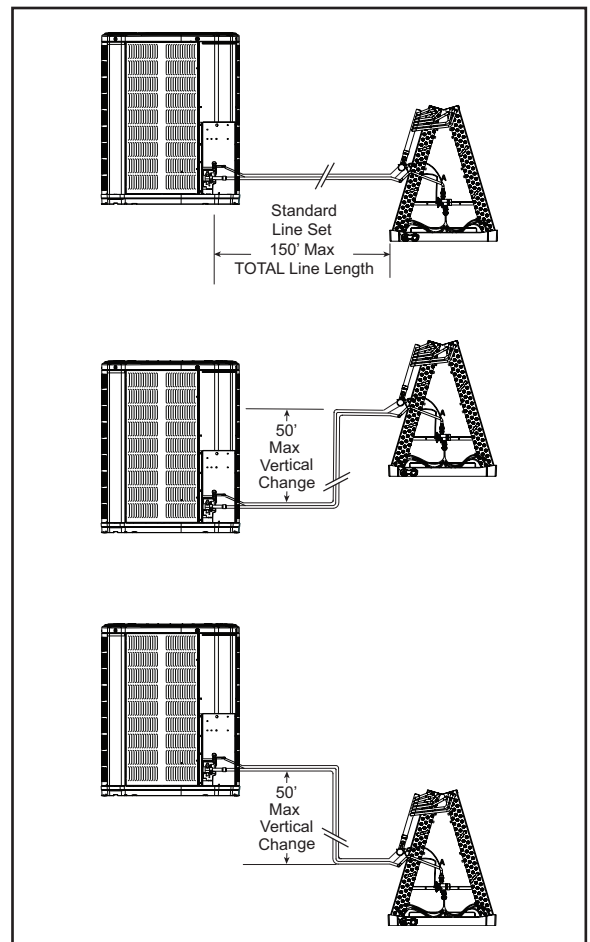 Standard
Line Set
150' Max
TOTAL Line Length
50'
Max
Vertical
Change
50'
Max
Vertical
Change